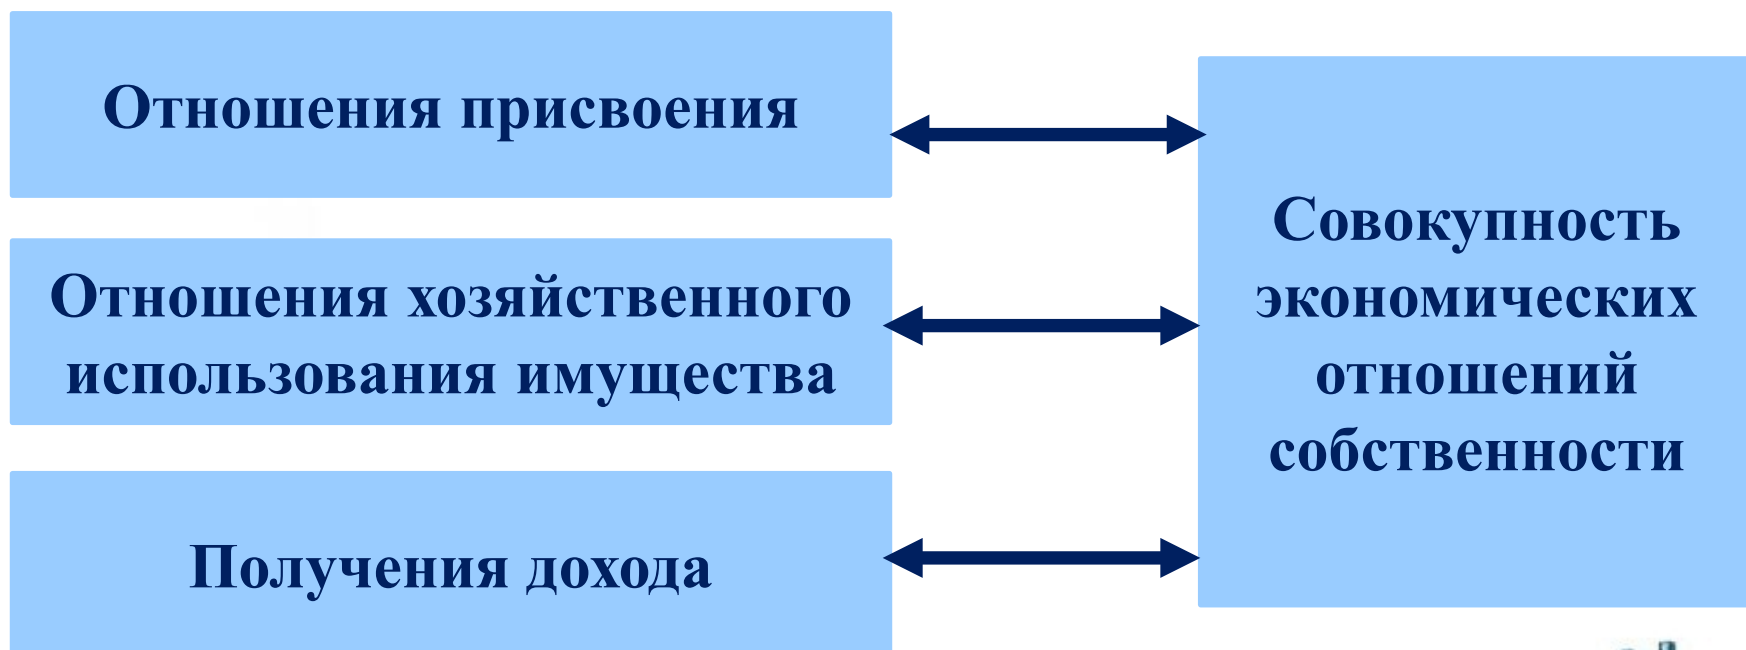 Отношения присвоения
Отношения хозяйственного
использования имущества
Получения дохода
Совокупность
экономических
отношений
собственности